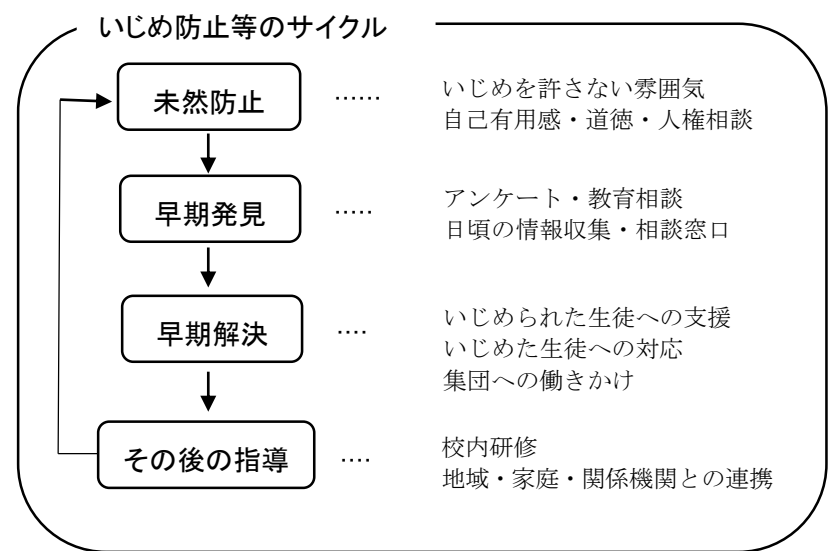 いじめ防止等のサイクル
未然防止 …… いじめを許さない雰囲気
自己有用感・道徳・人権相談
早期発見 ….. アンケート・教育相談
日頃の情報収集・相談窓口
早期解決 …. いじめられた生徒への支援
いじめた生徒への対応
集団への働きかけ
その後の指導 …. 校内研修
地域・家庭・関係機関との連携